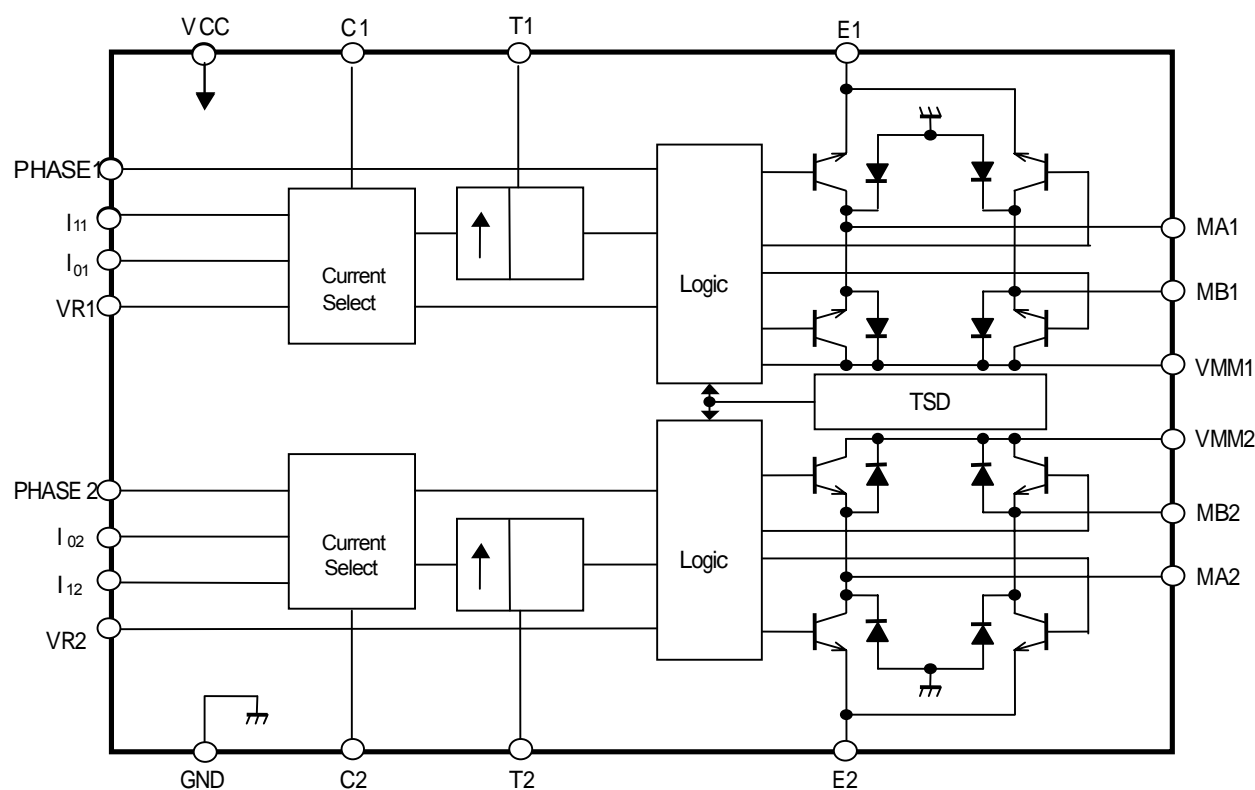 VCC C1 T1 E1
PHASE1
I11
I01
VR1
Current
Select
Logic
MA1
MB1
VMM1
TSD
VMM2
PHASE 2
I02
I12
VR2
Current
Select
Logic
MB2
MA2
GND C2 T2 E2